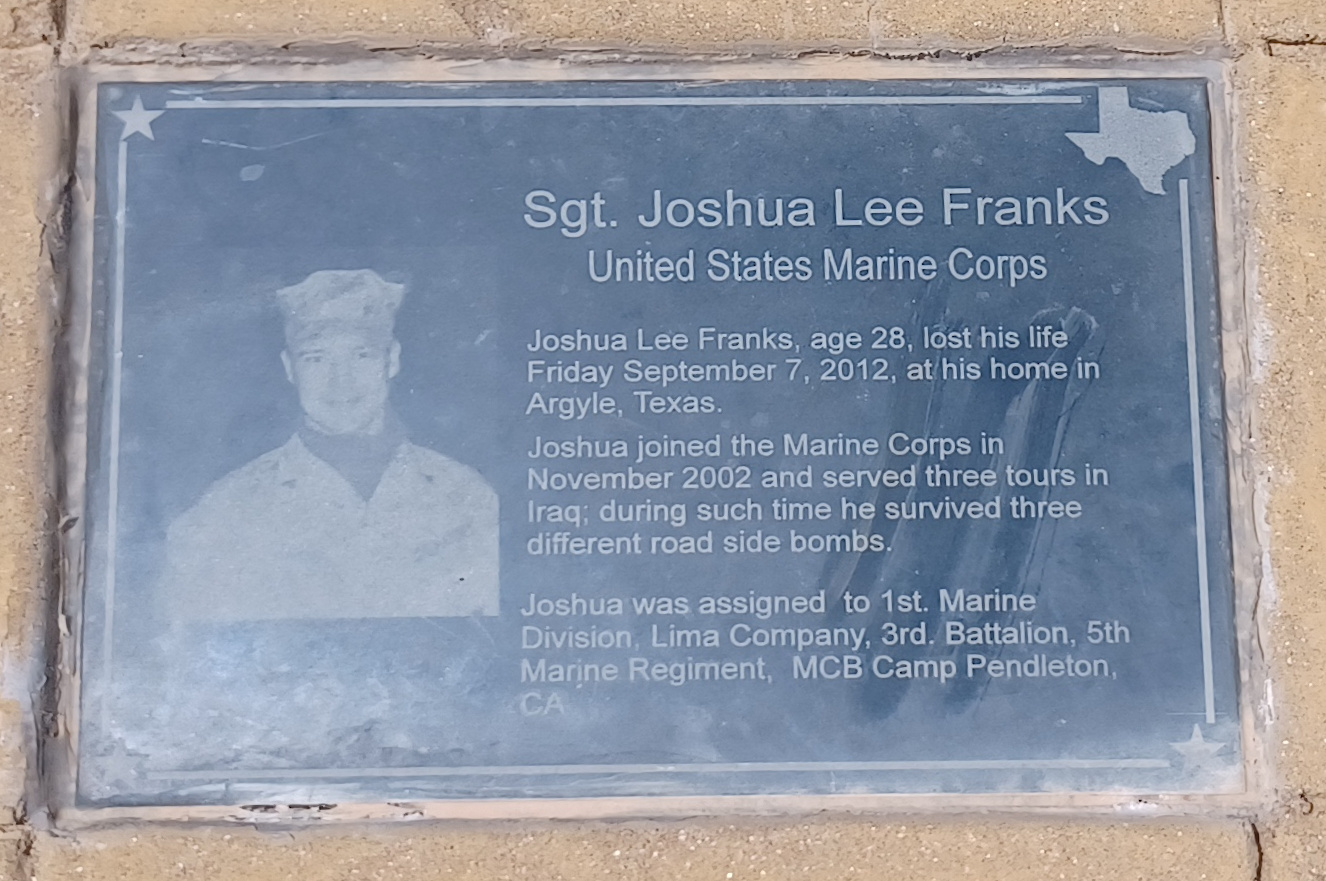 Sgt. Joshua Lee Franks
United States Marine Corps
Joshua Lee Franks, age 28, lost his life
Friday September 7, 2012, at his home in
Argyle, Texas.
Joshua joined the Marine Corps in
November 2002 and served three tours in
Iraq; during such time he survived three
different road side bombs.
Joshua was assigned  to 1st. Marine
Division, Lima Company, 3rd. Battalion, 5th
Marine Regiment,  MCB Camp Pendleton,
CA